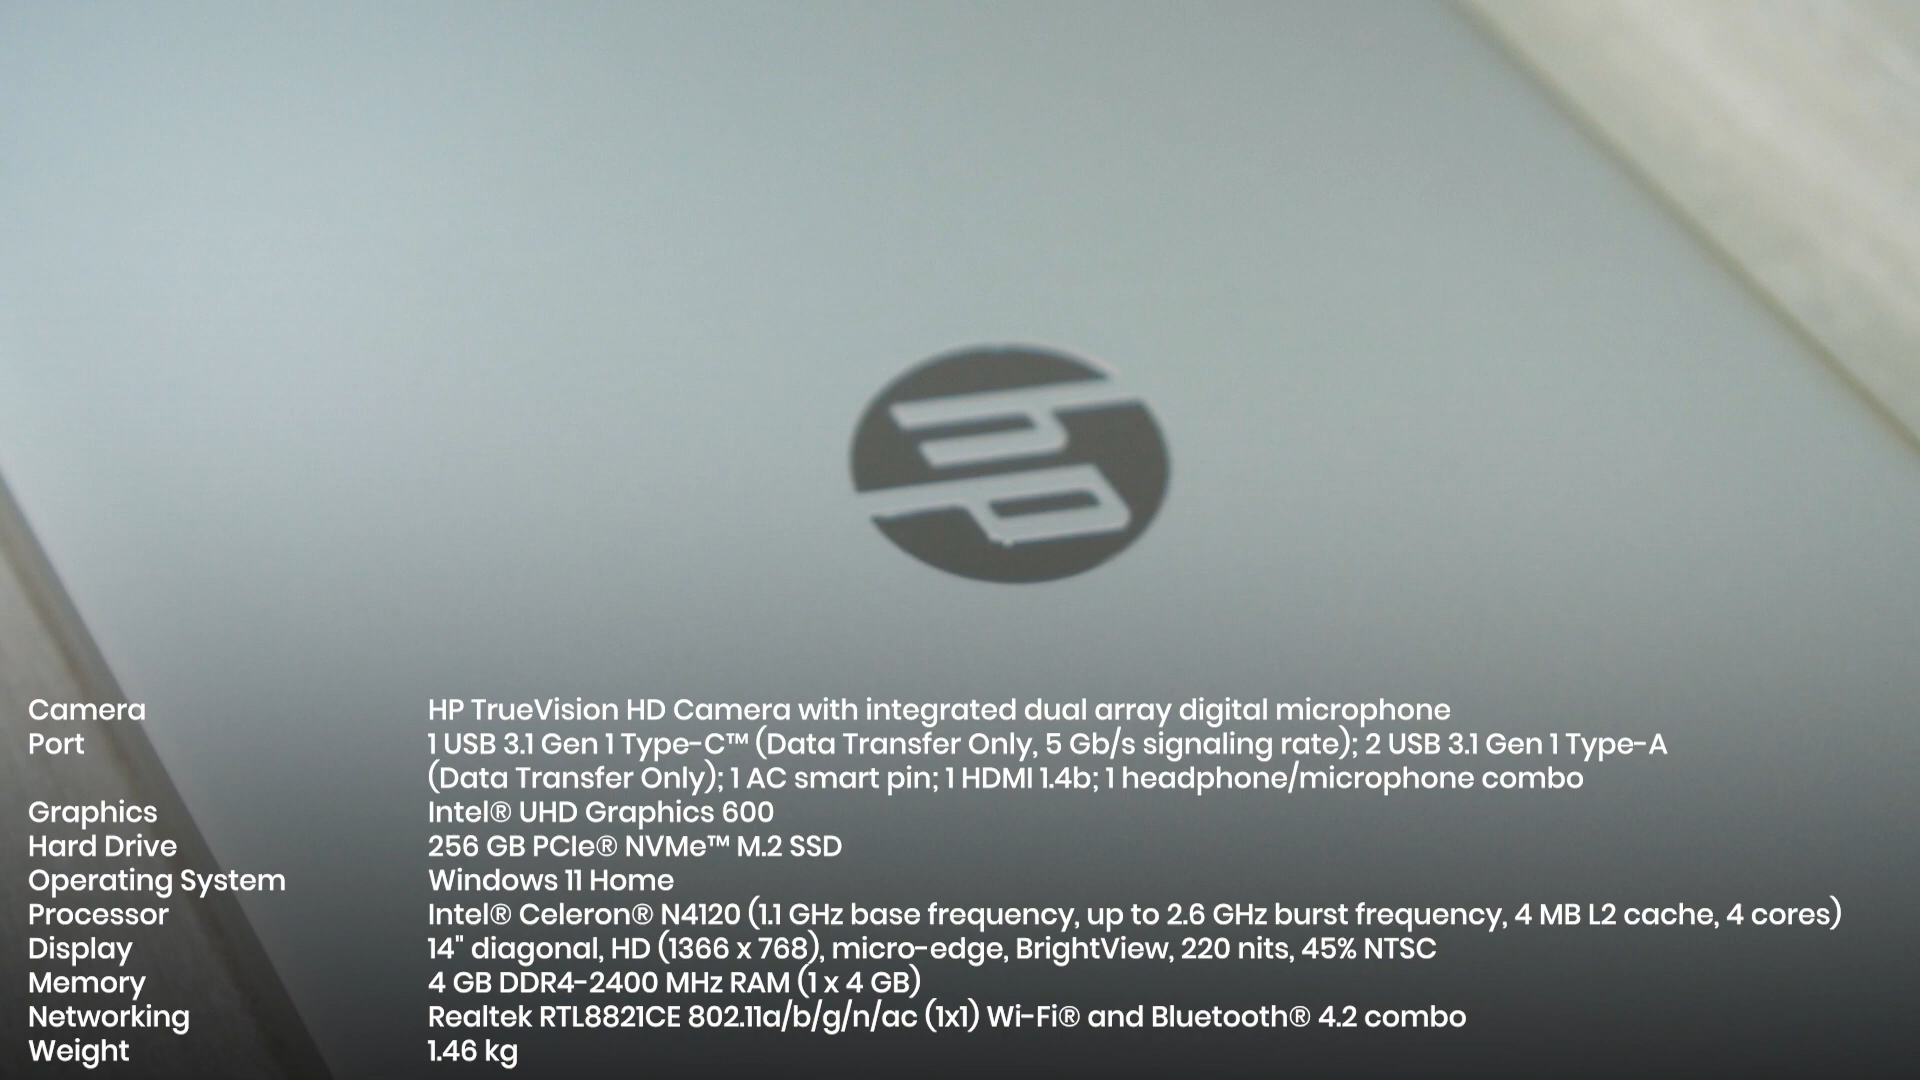 hp
Camera HP TrueVision HD Camera with integrated dual array digital microphone
Port 1 USB 3.1 Gen 1 Type-C™ (Data Transfer Only, 5 Gb/s signaling rate); 2 USB 3.1 Gen 1 Type-A
(Data Transfer Only); 1 AC smart pin; 1 HDMI 1.4b; 1 headphone/microphone combo
Graphics Intel® UHD Graphics 600
Hard Drive 256 GB PCIe® NVMe™ M.2 SSD
Operating System Windows 11 Home
Processor Intel® Celeron® N4120 (1.1 GHz base frequency, up to 2.6 GHz burst frequency, 4 MB L2 cache, 4 cores)
Display 14" diagonal, HD (1366 x 768), micro-edge, BrightView, 220 nits, 45% NTSC
Memory 4 GB DDR4-2400 MHz RAM (1 x 4 GB)
Networking Realtek RTL8821CE 802.11a/b/g/n/ac (1x1) Wi-Fi® and Bluetooth® 4.2 combo
Weight 1.46 kg